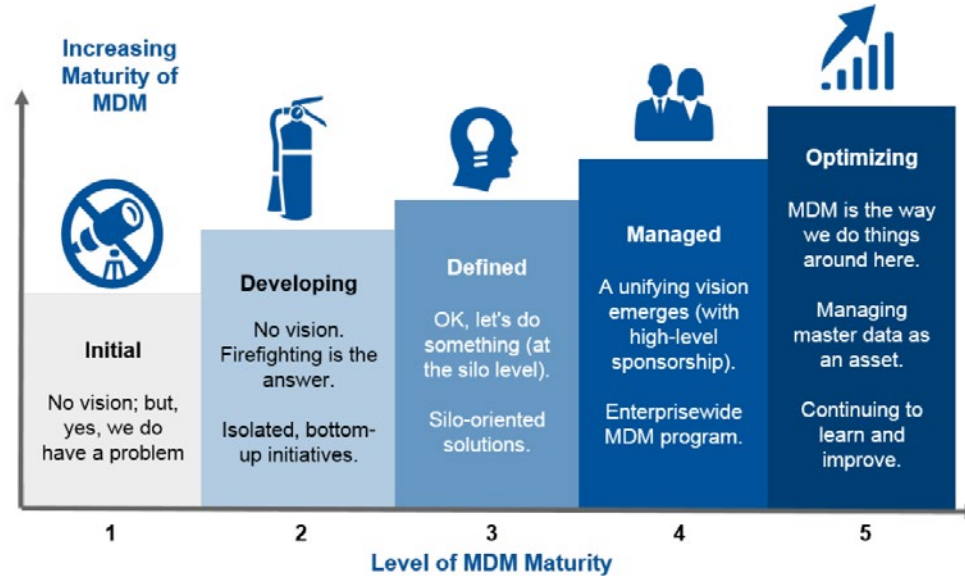 Increasing
Maturity of
MDM
Initial
No vision; but,
yes, we do
have a problem
Developing
No vision.
Firefighting is the
answer.
Isolated, bottom-
up initiatives.
Defined
OK, let's do
something (at
the silo level).
Silo-oriented
solutions.
Managed
A unifying vision
emerges (with
high-level
sponsorship).
Enterprisewide
MDM program.
Optimizing
MDM is the way
we do things
around here.
Managing
master data as
an asset.
Continuing to
learn and
improve.
1 2 3 4 5
Level of MDM Maturity